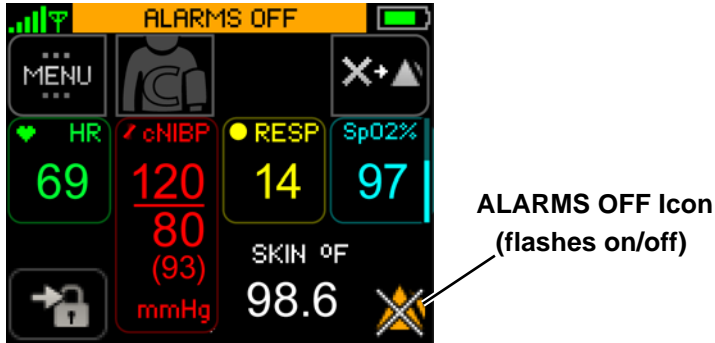 ALARMS OFF
MENU
C
HR
cNIBP
RESP
SpO2%
69
120
80
(93)
mmHg
14
97
SKIN ºF
98.6
ALARMS OFF Icon
(flashes on/off)